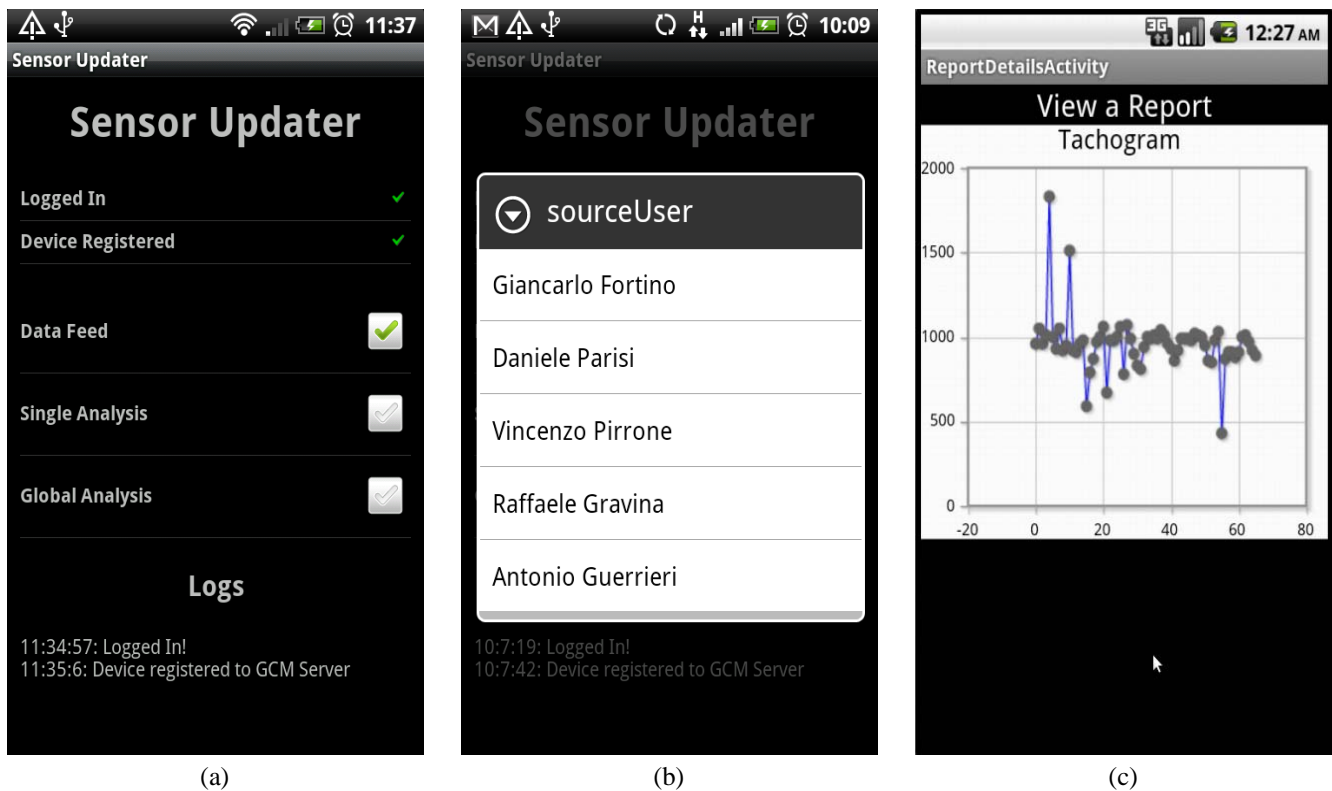 11:37
Sensor Updater
Sensor Updater
Logged In
Device Registered
Data Feed
Single Analysis
Global Analysis
Logs
11:34:57: Logged In!
11:35:6: Device registered to GCM Server
(a)
H 10:09
Sensor Updater
Sensor Updater
sourceUser
Giancarlo Fortino
Daniele Parisi
Vincenzo Pirrone
Raffaele Gravina
Antonio Guerrieri
10:7:19: Logged In!
10:7:42: Device registered to GCM Server
(b)
3G 12:27 AM
ReportDetailsActivity
View a Report
Tachogram
2000
1500
1000
500
0
-20 0 20 40 60 80
(c)